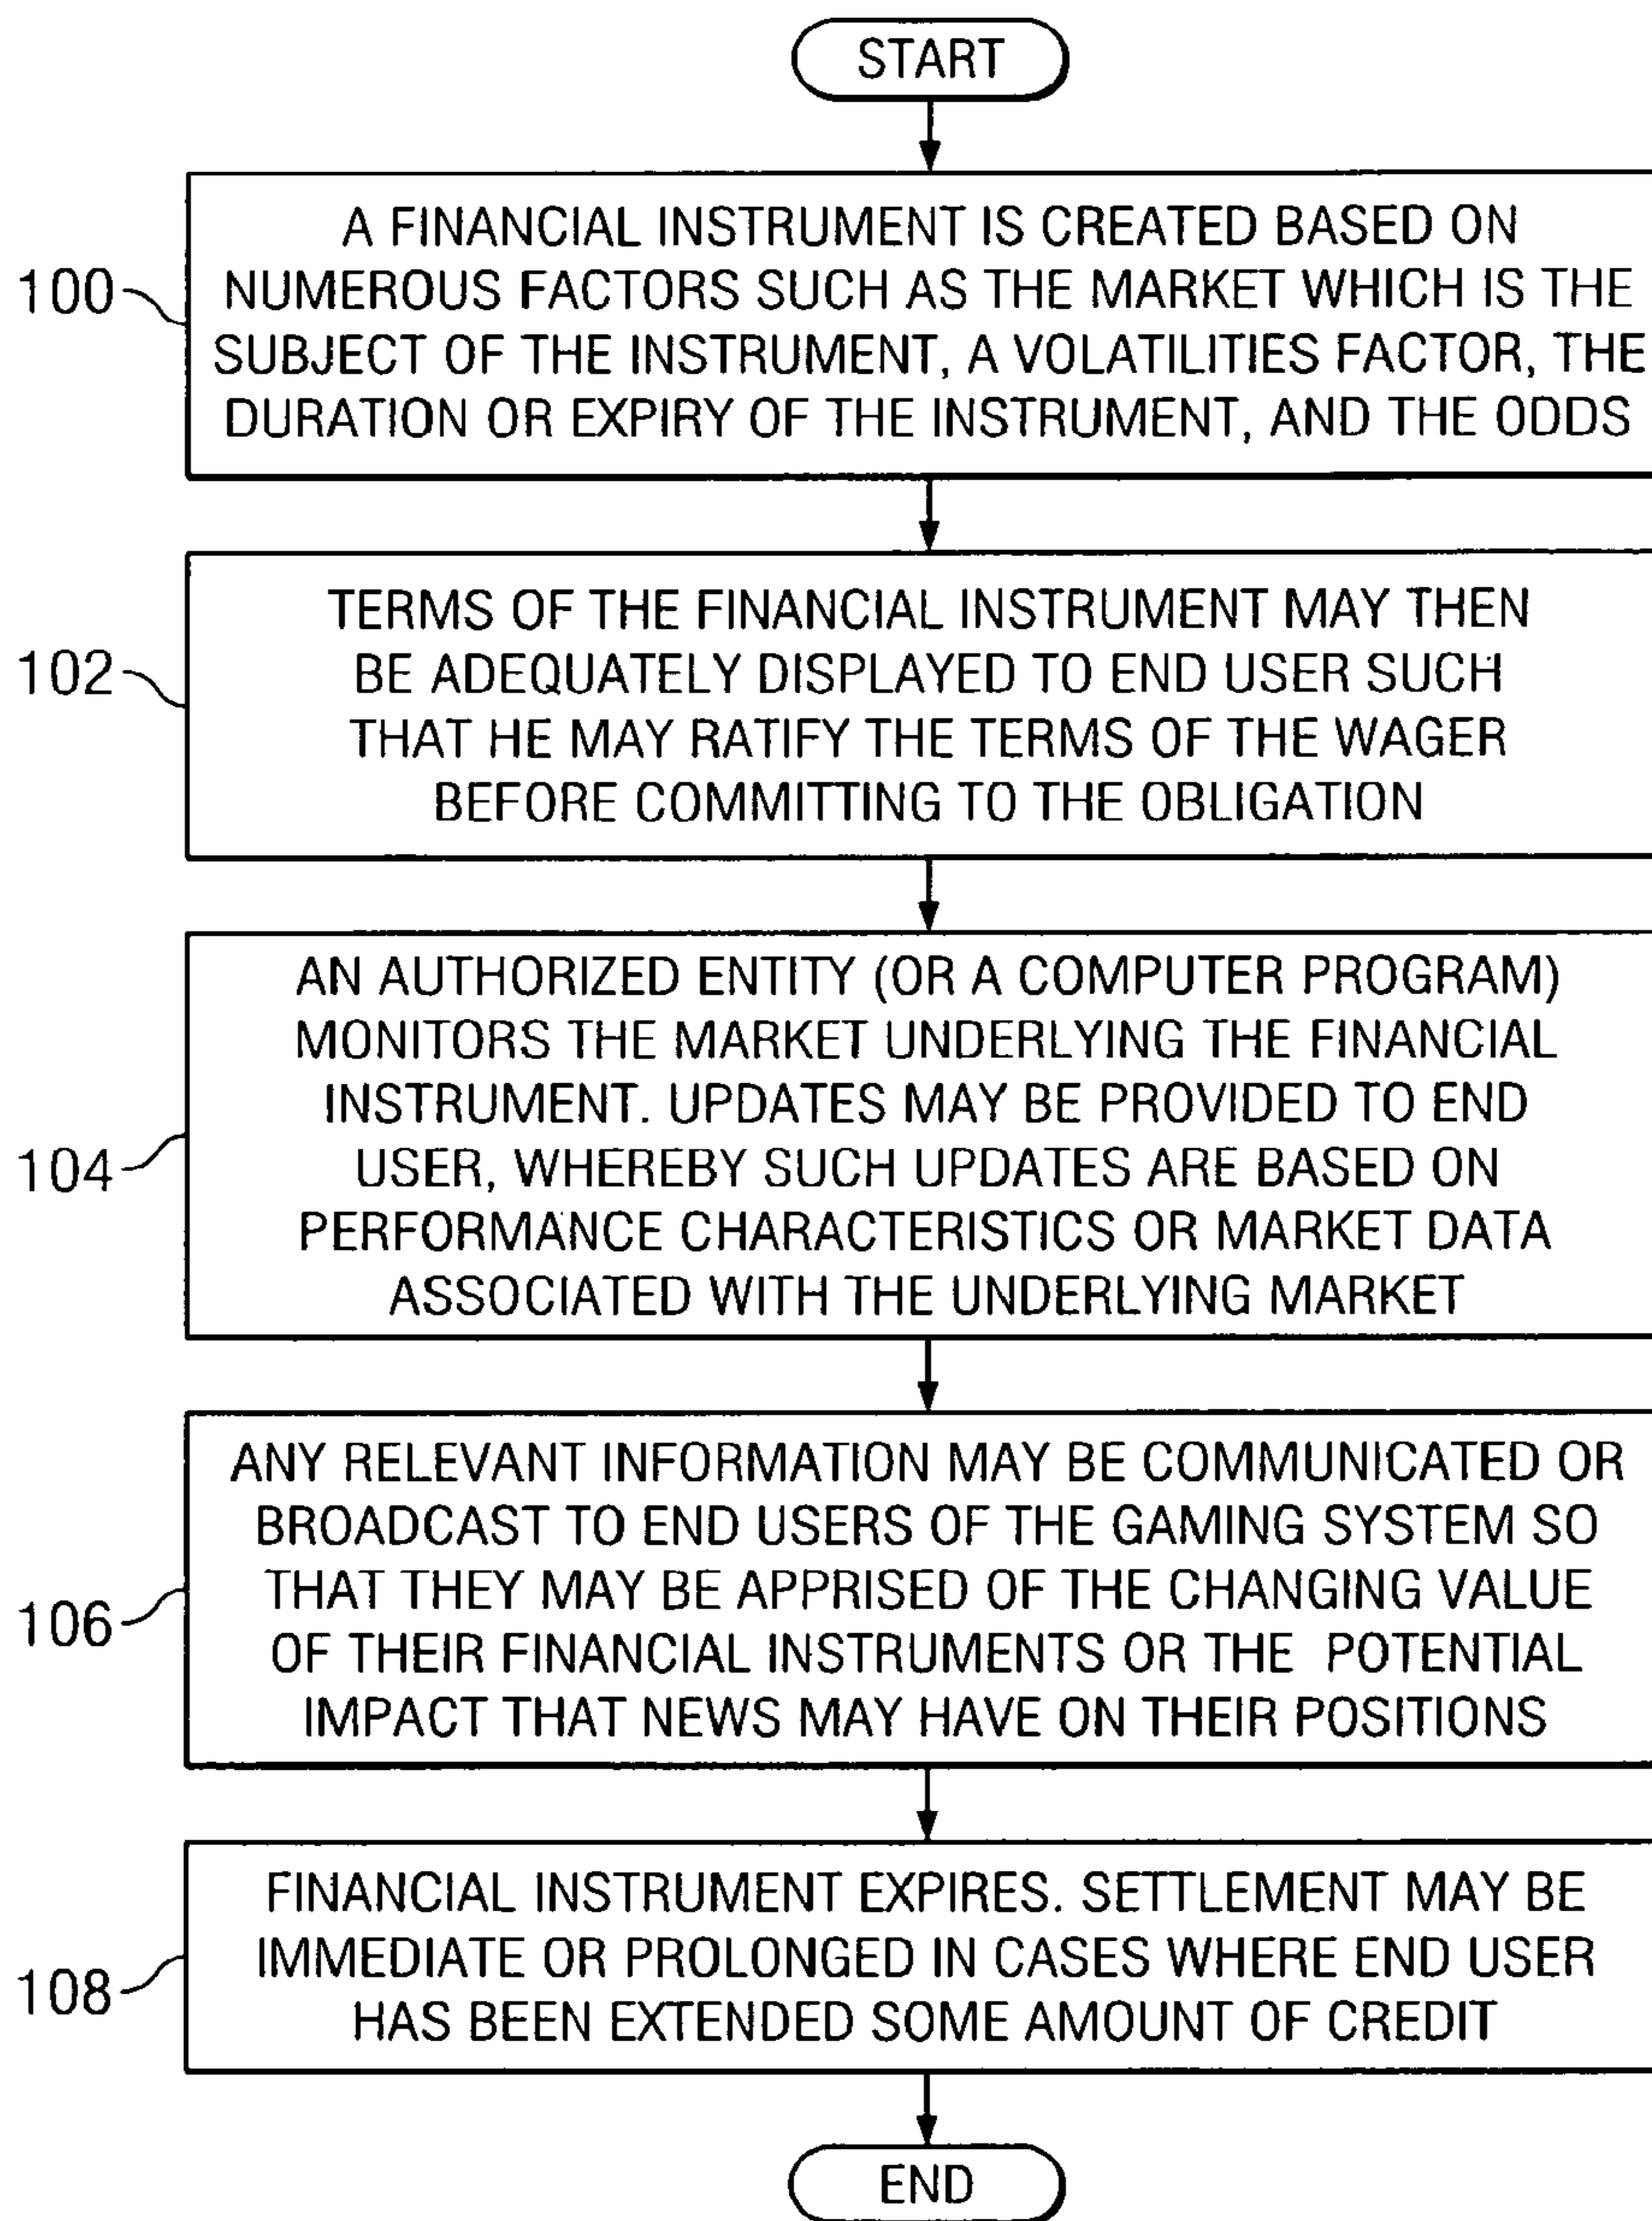 START
A FINANCIAL INSTRUMENT IS CREATED BASED ON
100
NUMEROUS FACTORS SUCH AS THE MARKET WHICH IS THE
SUBJECT OF THE INSTRUMENT, A VOLATILITIES FACTOR, THE
DURATION OR EXPIRY OF THE INSTRUMENT, AND THE ODDS
TERMS OF THE FINANCIAL INSTRUMENT MAY THEN
102
BE ADEQUATELY DISPLAYED TO END USER SUCH
THAT HE MAY RATIFY THE TERMS OF THE WAGER
BEFORE COMMITTING TO THE OBLIGATION
AN AUTHORIZED ENTITY (OR A COMPUTER PROGRAM)
MONITORS THE MARKET UNDERLYING THE FINANCIAL
INSTRUMENT. UPDATES MAY BE PROVIDED TO END
104
USER, WHEREBY SUCH UPDATES ARE BASED ON
PERFORMANCE CHARACTERISTICS OR MARKET DATA
ASSOCIATED WITH THE UNDERLYING MARKET
ANY RELEVANT INFORMATION MAY BE COMMUNICATED OR
BROADCAST TO END USERS OF THE GAMING SYSTEM SO
THAT THEY MAY BE APPRISED OF THE CHANGING VALUE
106
OF THEIR FINANCIAL INSTRUMENTS OR THE POTENTIAL
IMPACT THAT NEWS MAY HAVE ON THEIR POSITIONS
FINANCIAL INSTRUMENT EXPIRES. SETTLEMENT MAY BE
IMMEDIATE OR PROLONGED IN CASES WHERE END USER
108
HAS BEEN EXTENDED SOME AMOUNT OF CREDIT
END